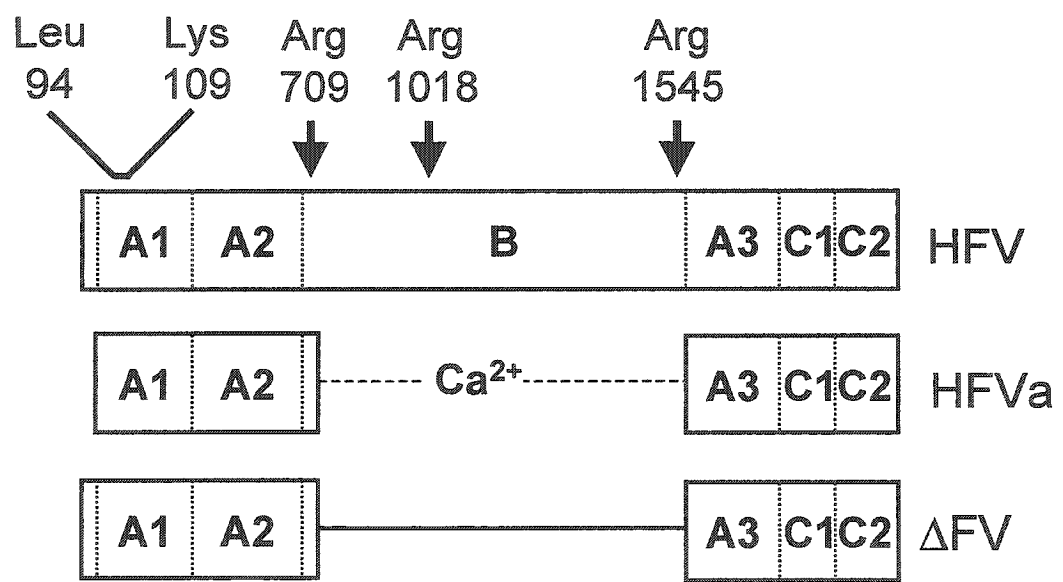 Leu Lys Arg Arg Arg
94 109 709 1018 1545
A1 A2 B A3 C1 C2 HFV
A1 A2 Ca²⁺ A3 C1 C2 HFVa
A1 A2 A3 C1 C2 ΔFV